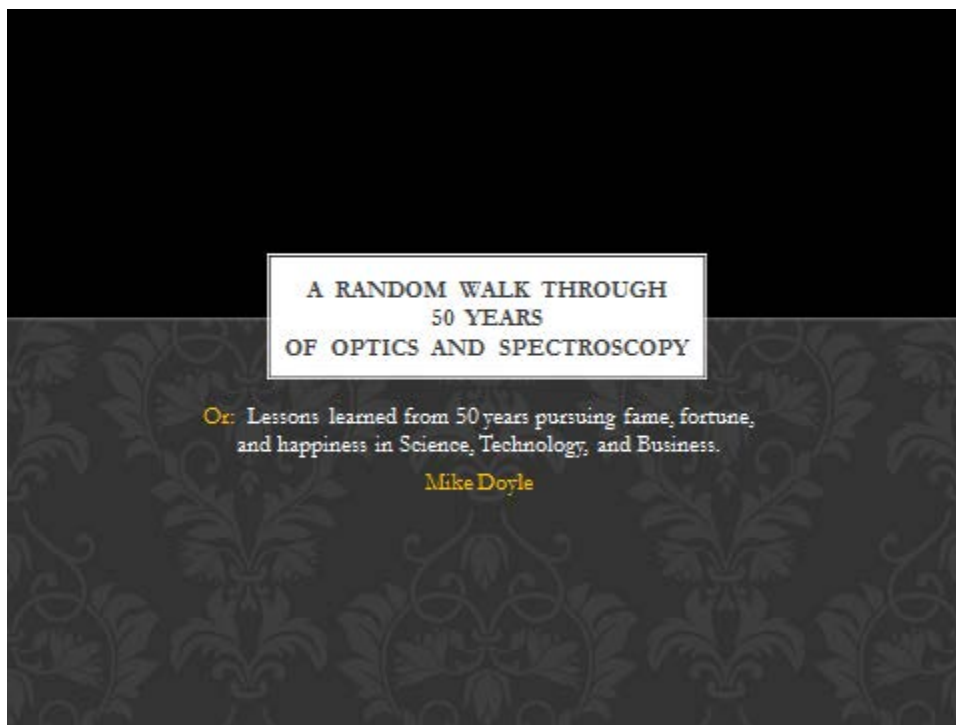 A RANDOM WALK THROUGH
50 YEARS
OF OPTICS AND SPECTROSCOPY
Or: Lessons learned from 50 years pursuing fame, fortune,
and happiness in Science, Technology, and Business.
Mike Doyle